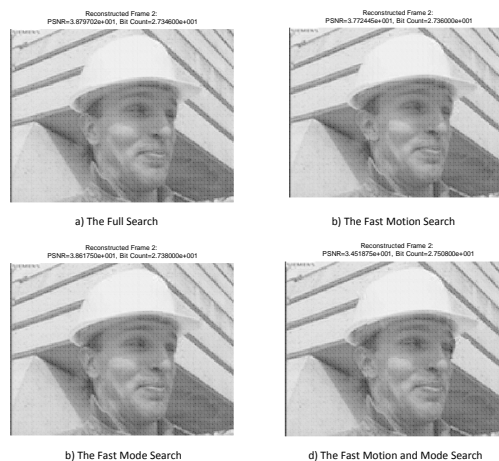 Reconstructed Frame 2:
PSNR=3.879702e+001, Bit Count=2.734600e+001
a) The Full Search
Reconstructed Frame 2:
PSNR=3.772445e+001, Bit Count=2.736000e+001
b) The Fast Motion Search
Reconstructed Frame 2:
PSNR=3.861750e+001, Bit Count=2.738000e+001
b) The Fast Mode Search
Reconstructed Frame 2:
PSNR=3.451875e+001, Bit Count=2.750800e+001
d) The Fast Motion and Mode Search